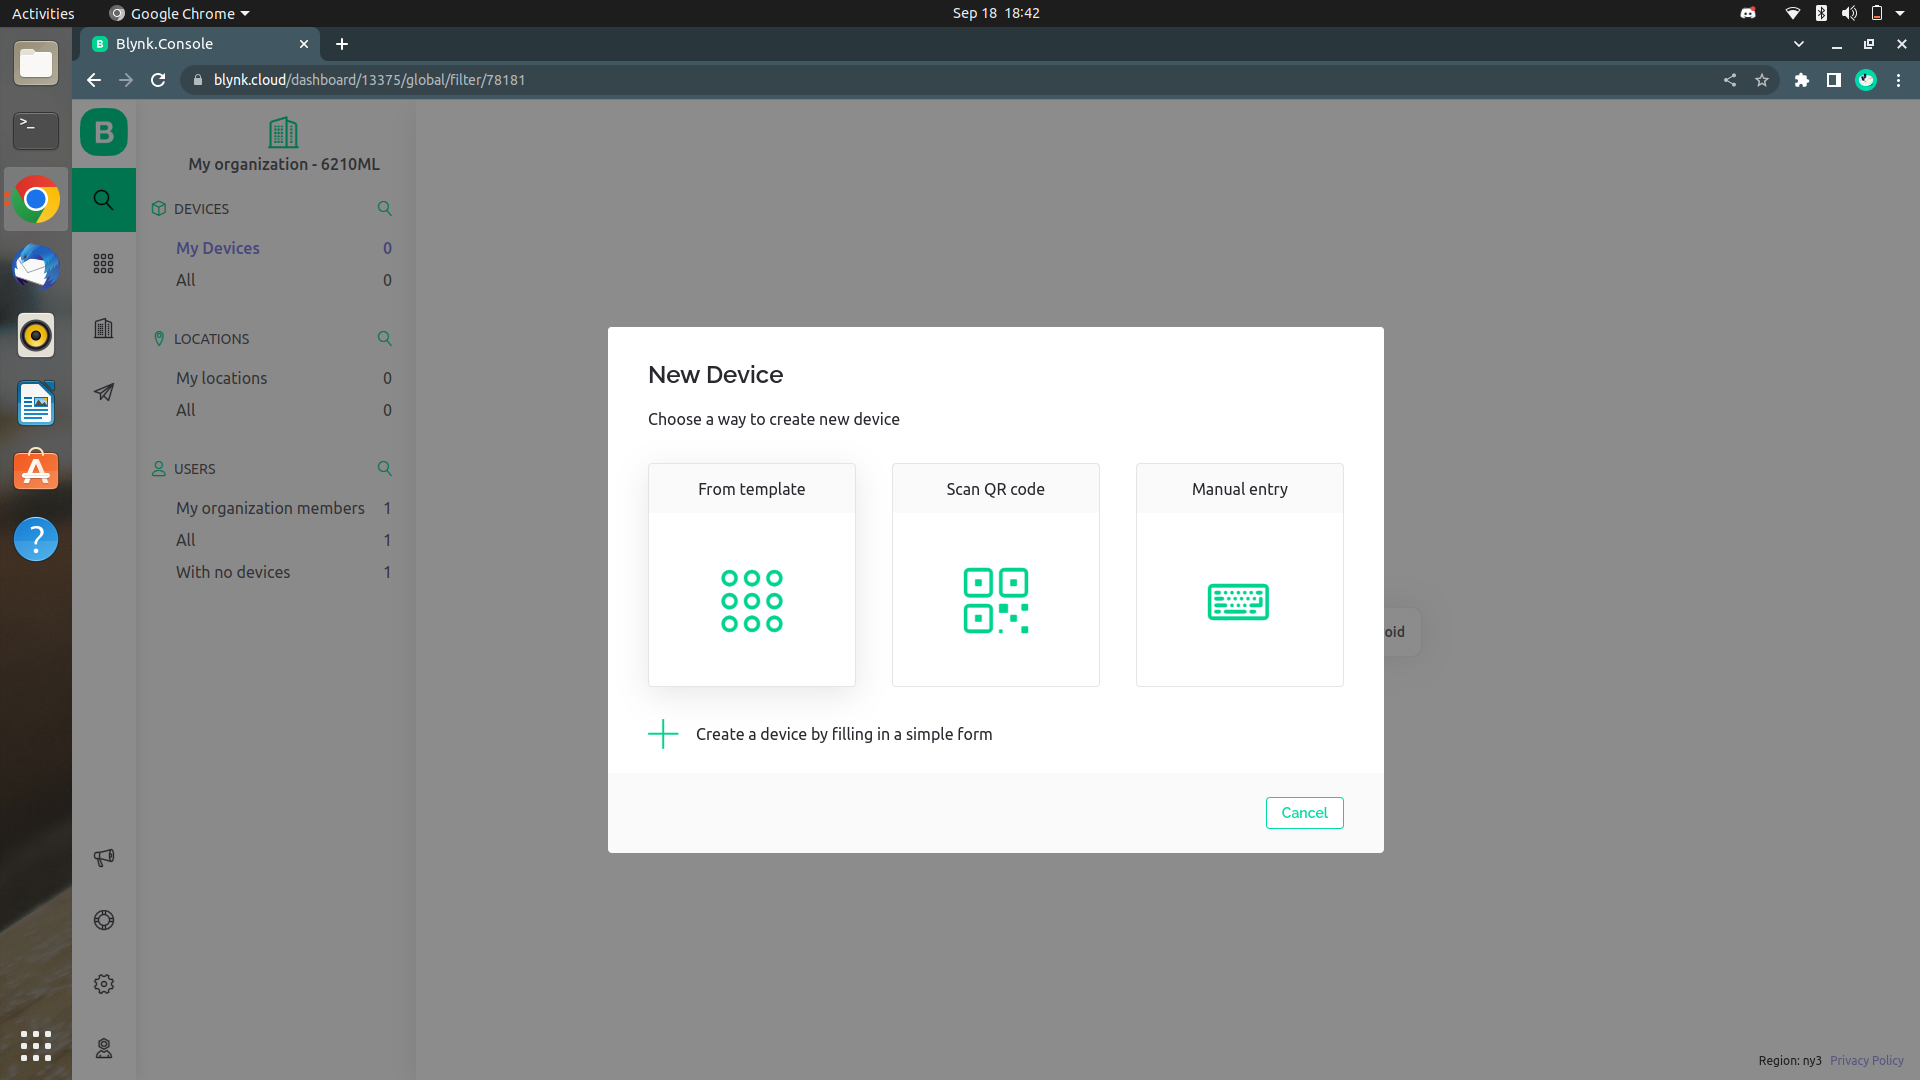 Activities
Google Chrome
Sep 18 18:42
B
Blynk.Console
blynk.cloud/dashboard/13375/global/filter/78181
>_
B
My organization - 6210ML
DEVICES
My Devices 0
All 0
LOCATIONS
My locations 0
All 0
USERS
My organization members 1
All 1
With no devices 1
?
New Device
Choose a way to create new device
From template
Scan QR code
Manual entry
oid
Create a device by filling in a simple form
Cancel
Region: ny3 Privacy Policy